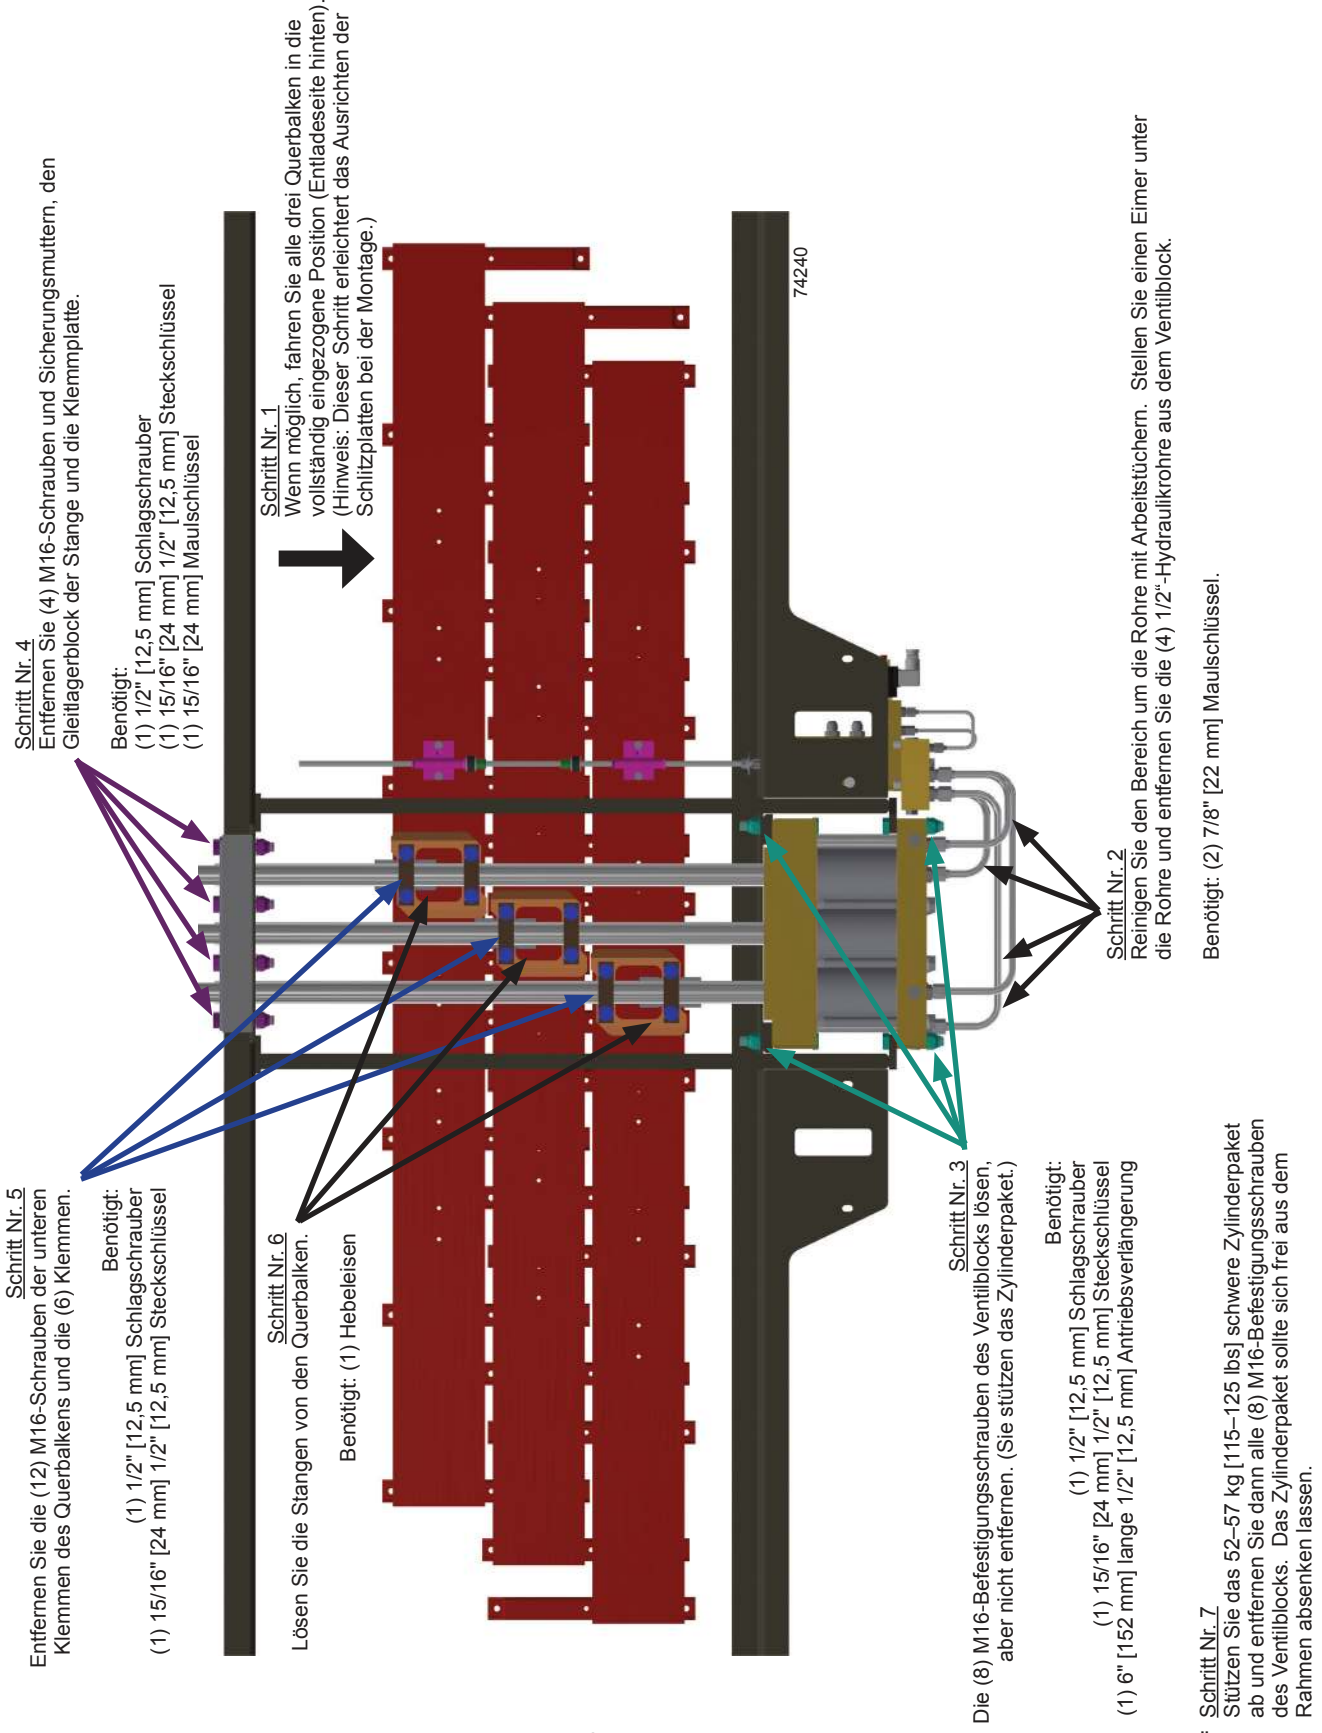 Schritt Nr. 1
Wenn möglich, fahren Sie alle drei Querbalken in die
vollständig eingezogene Position (Entladeseite hinten).
(Hinweis: Dieser Schritt erleichtert das Ausrichten der
Schlitzplatten bei der Montage.)
Schritt Nr. 2
Reinigen Sie den Bereich um die Rohre mit Arbeitstüchern. Stellen Sie einen Eimer unter
die Rohre und entfernen Sie die (4) 1/2"-Hydraulikrohre aus dem Ventilblock.
Benötigt: (2) 7/8" [22 mm] Maulschlüssel.
Schritt Nr. 3
Die (8) M16-Befestigungsschrauben des Ventilblocks lösen,
aber nicht entfernen. (Sie stützen das Zylinderpaket.)
Benötigt:
(1) 1/2" [12,5 mm] Schlagschrauber
(1) 15/16" [24 mm] 1/2" [12,5 mm] Steckschlüssel
(1) 6" [152 mm] lange 1/2" [12,5 mm] Antriebsverlängerung
Schritt Nr. 4
Entfernen Sie (4) M16-Schrauben und Sicherungsmuttern, den
Gleitlagerblock der Stange und die Klemmplatte.
Benötigt:
(1) 1/2" [12,5 mm] Schlagschrauber
(1) 15/16" [24 mm] 1/2" [12,5 mm] Steckschlüssel
(1) 15/16" [24 mm] Maulschlüssel
Schritt Nr. 5
Entfernen Sie die (12) M16-Schrauben der unteren
Klemmen des Querbalkens und die (6) Klemmen.
Benötigt:
(1) 1/2" [12,5 mm] Schlagschrauber
(1) 15/16" [24 mm] 1/2" [12,5 mm] Steckschlüssel
Schritt Nr. 6
Lösen Sie die Stangen von den Querbalken.
Benötigt: (1) Hebeleisen
Schritt Nr. 7
Stützen Sie das 52–57 kg [115–125 lbs] schwere Zylinderpaket
ab und entfernen Sie dann alle (8) M16-Befestigungsschrauben
des Ventilblocks. Das Zylinderpaket sollte sich frei aus dem
Rahmen absenken lassen.
74240